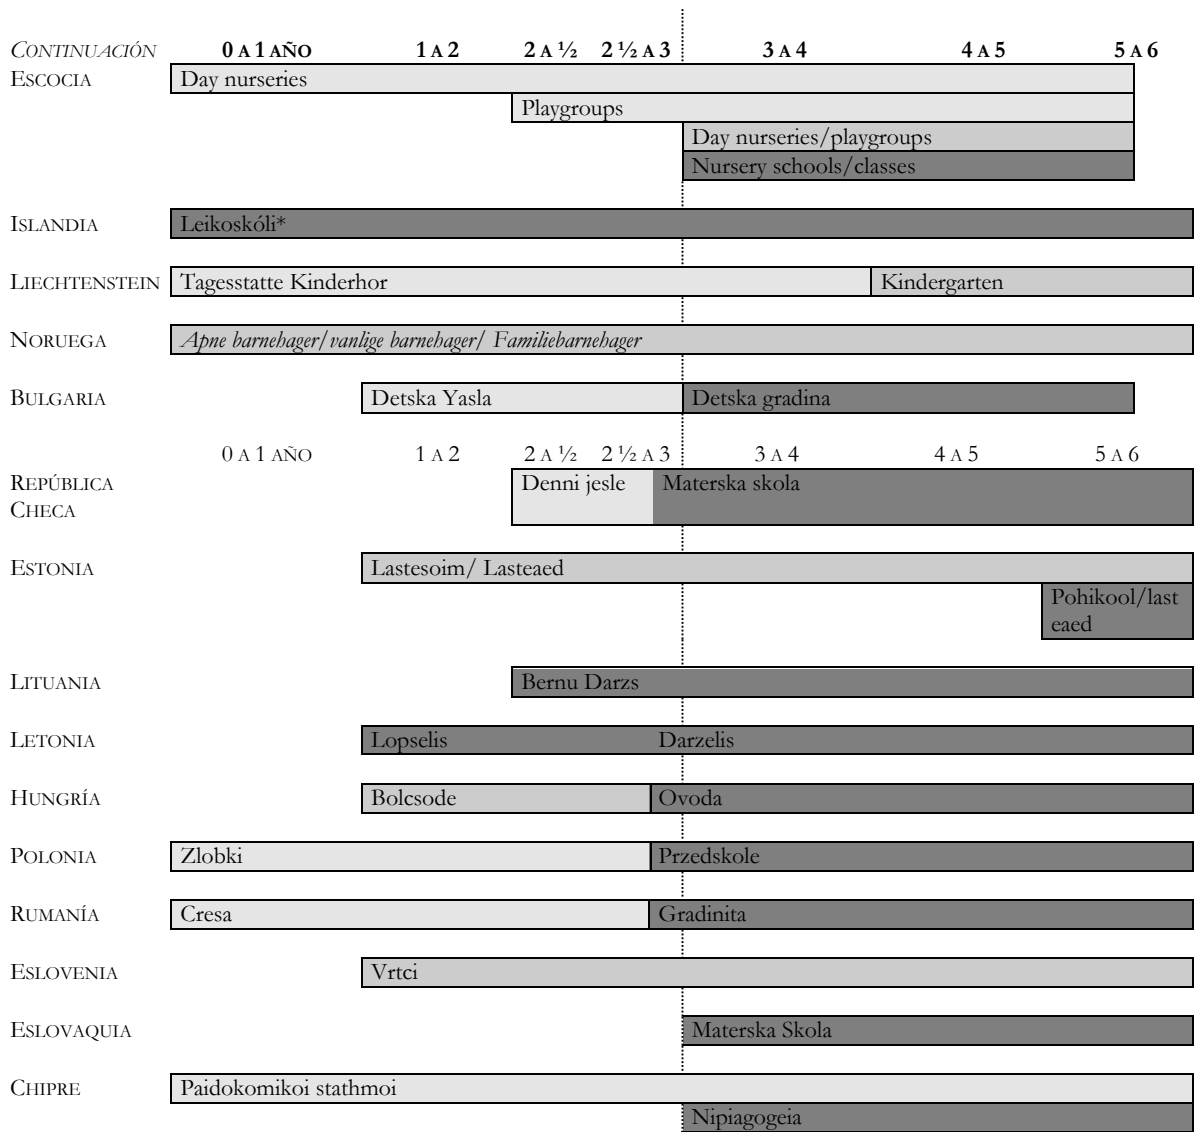 CONTINUACIÓN 0 A 1 AÑO 1 A 2 2 A ½ 2 ½ A 3 3 A 4 4 A 5 5 A 6
ESCOCIA Day nurseries
Playgroups
Day nurseries/playgroups
Nursery schools/classes
ISLANDIA Leikoskóli*
LIECHTENSTEIN Tagesstatte Kinderhor Kindergarten
NORUEGA Apne barnehager/vanlige barnehager/ Familiebarnehager
BULGARIA Detska Yasla Detska gradina
0 A 1 AÑO 1 A 2 2 A ½ 2 ½ A 3 3 A 4 4 A 5 5 A 6
REPÚBLICA Denni jesle Materska skola
CHECA
ESTONIA Lastesoim/ Lasteaed
Pohikool/last
eaed
LITUANIA Bernu Darzs
LETONIA Lopselis Darzelis
HUNGRÍA Bolcsode Ovoda
POLONIA Zlobki Przedskole
RUMANÍA Cresa Gradinita
ESLOVENIA Vrtci
ESLOVAQUIA Materska Skola
CHIPRE Paidokomikoi stathmoi
Nipiagogeia